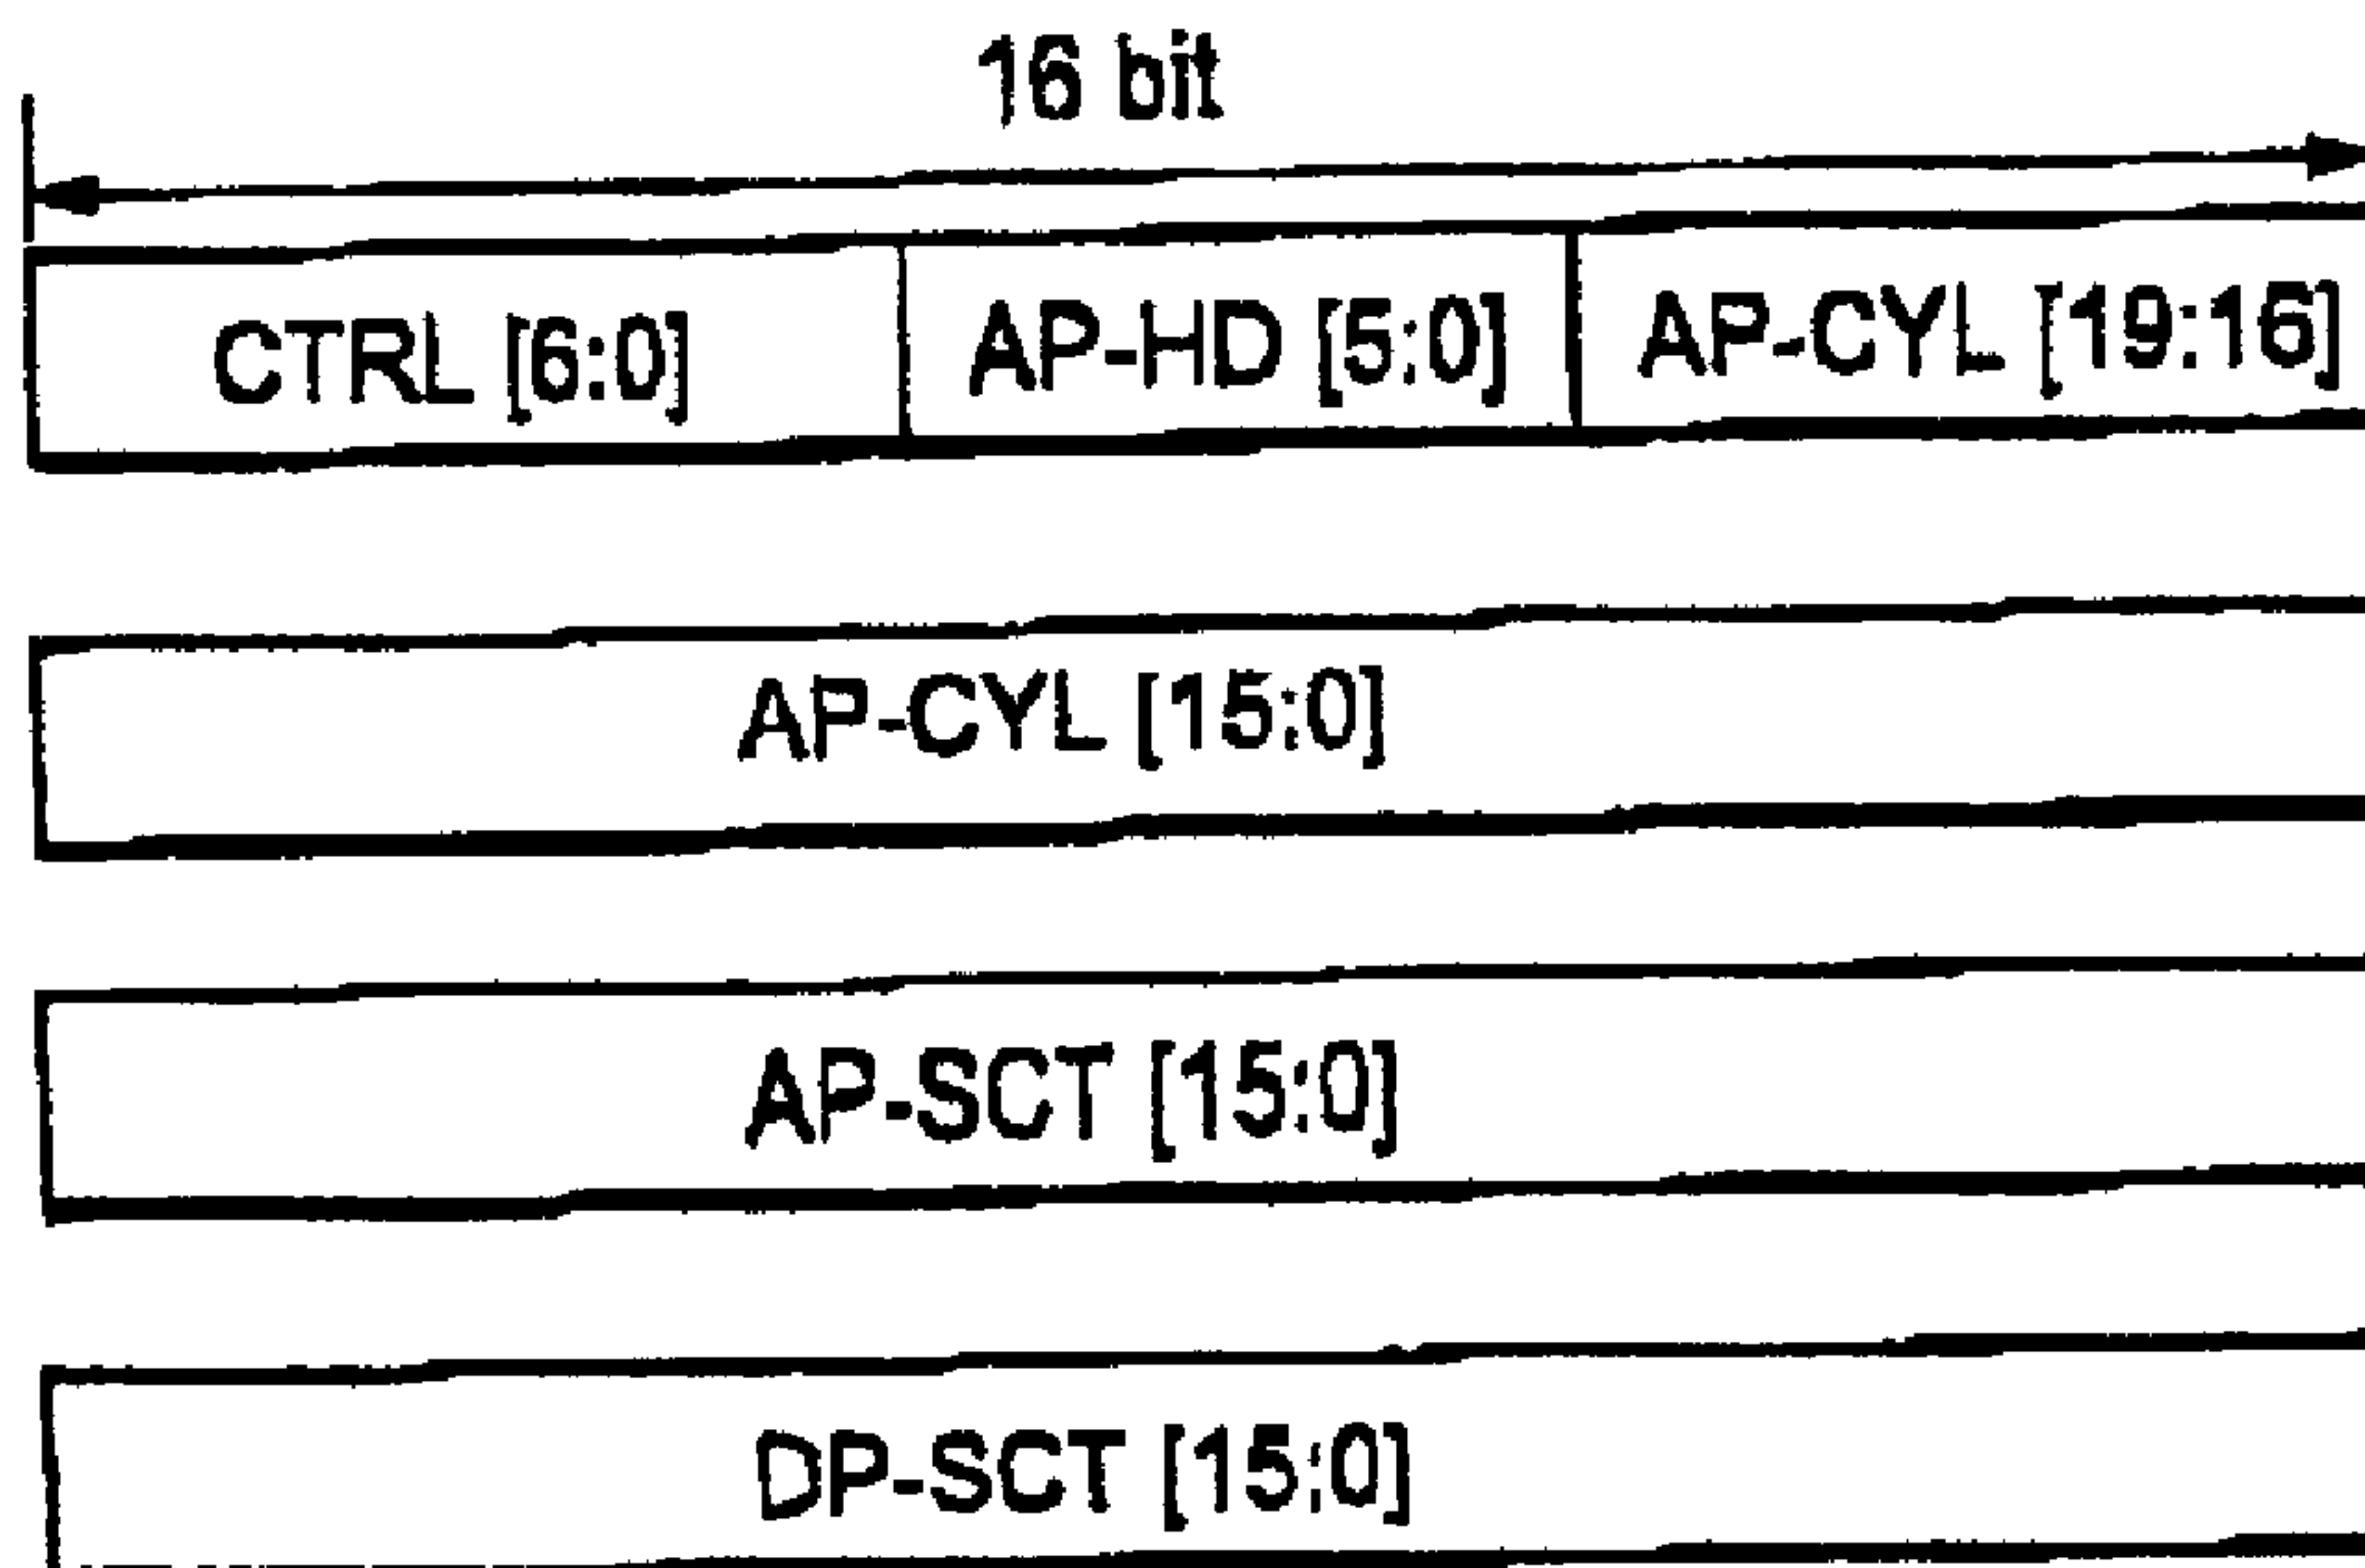 16 bit
CTRL [6:0] AP-HD [5:0] AP-CYL [19:16]
AP-CYL [15:0]
AP-SCT [15:0]
DP-SCT [15:0]